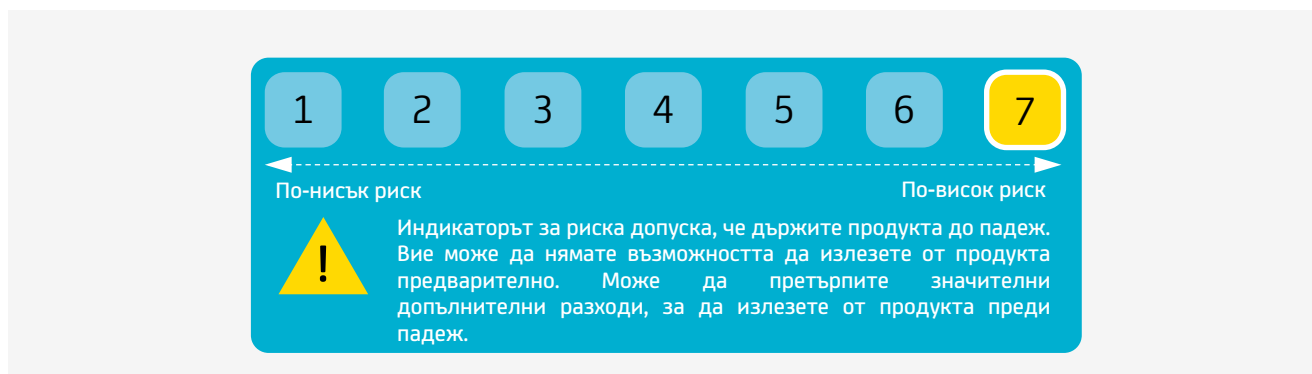 1 2 3 4 5 6 7
По-нисък риск По-висок риск
! Индикаторът за риска допуска, че държите продукта до падеж.
Вие може да нямате възможността да излезете от продукта
предварително. Може да претърпите значителни
допълнителни разходи, за да излезете от продукта преди
падеж.